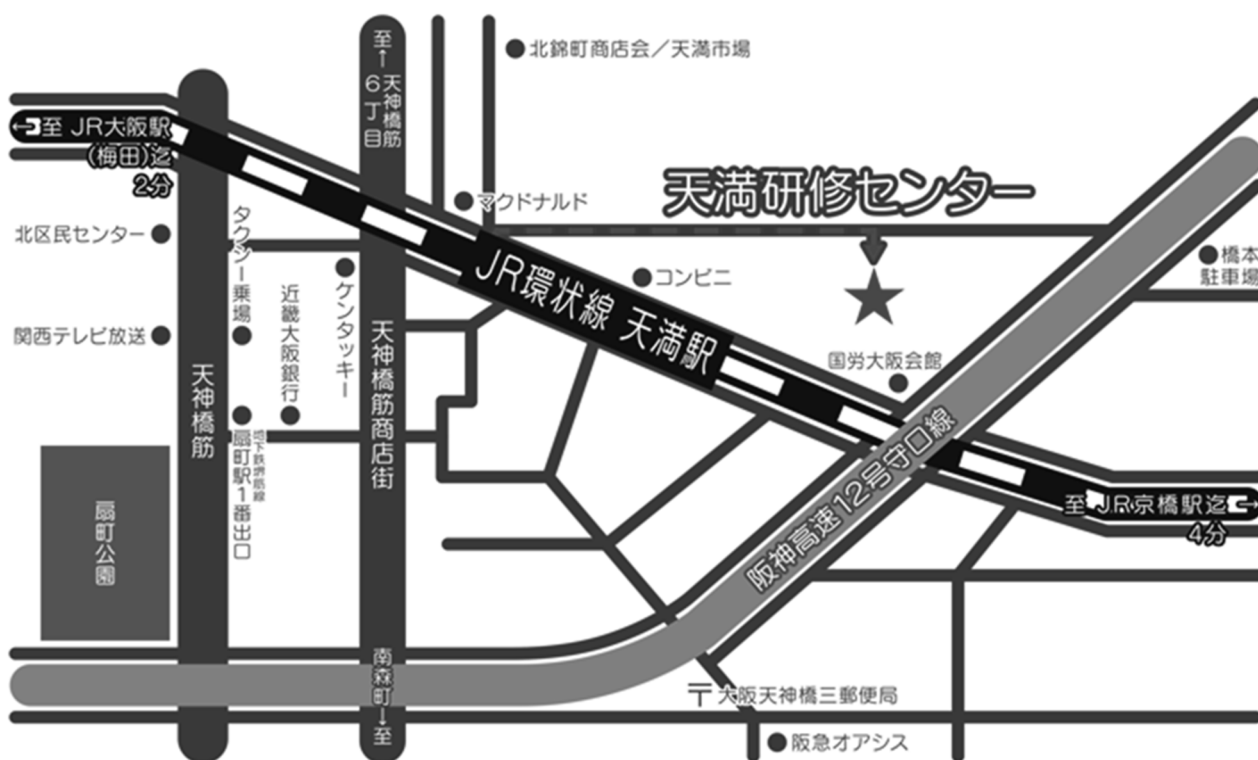 至↑
天神橋筋
6丁目
北錦町商店会／天満市場
←至 JR大阪駅
(梅田)迄
2分
マクドナルド
天満研修センター
北区民センター
タクシー乗場
ケンタッキー
コンビニ
橋本
駐車場
JR環状線 天満駅
近畿大阪銀行
関西テレビ放送
天神橋筋
天神橋筋商店街
国労大阪会館
阪神高速12号守口線
地下鉄堺筋線
扇町駅1番出口
扇町公園
至 JR京橋駅迄→
4分
南森町↓至
〒大阪天神橋三郵便局
阪急オアシス